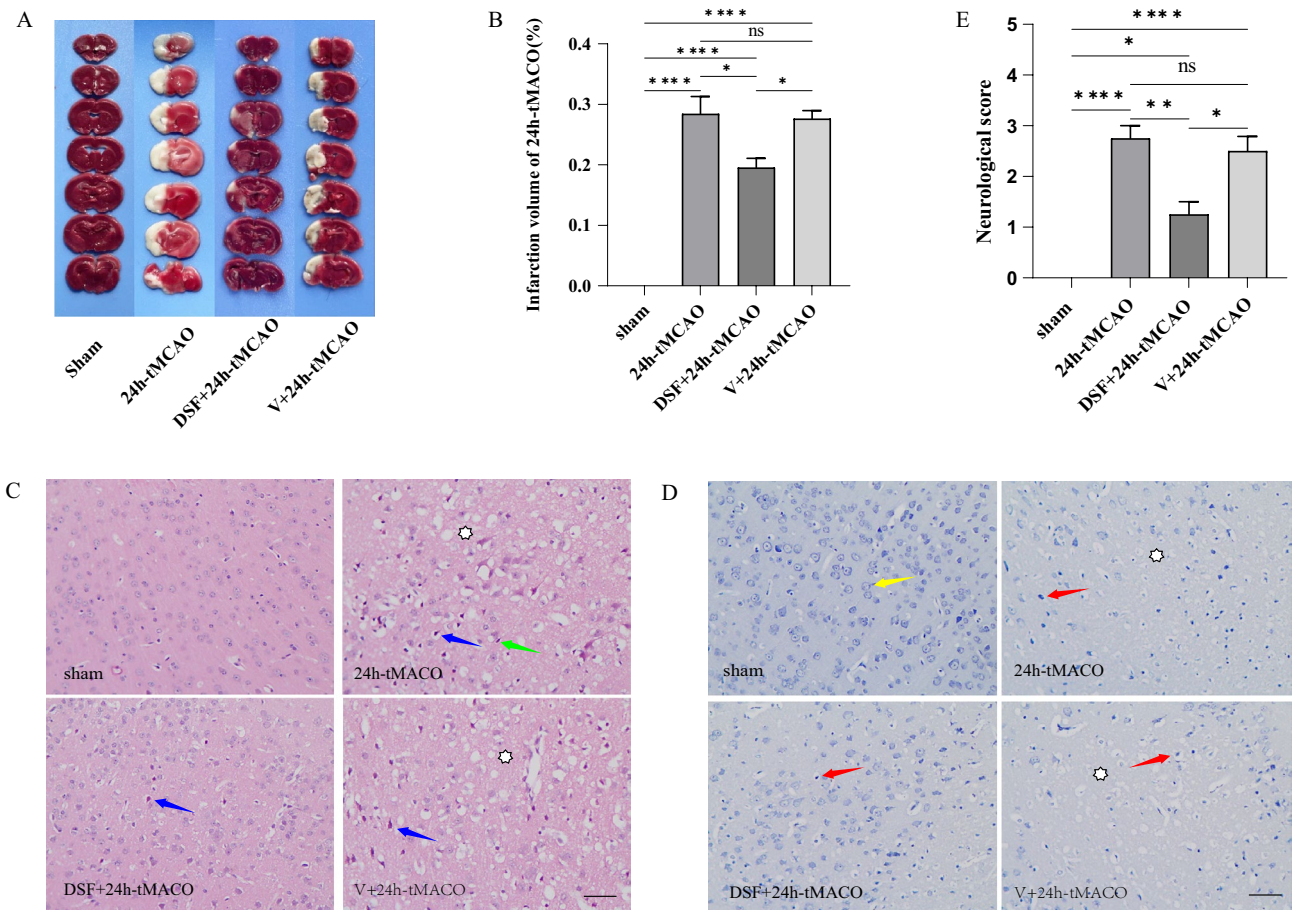 A
Sham
24h-tMCAO
DSF+24h-tMCAO
V+24h-tMCAO
B
Infarction volume of 24h-tMACO(%)
0.4
0.3
0.2
0.1
0.0
****
ns
****
****
*
*
sham
24h-tMCAO
DSF+24h-tMCAO
V+24h-tMCAO
E
Neurological score
5
4
3
2
1
0
****
*
ns
****
**
*
sham
24h-tMCAO
DSF+24h-tMCAO
V+24h-tMCAO
C
sham
24h-tMACO
DSF+24h-tMACO
V+24h-tMACO
D
sham
24h-tMACO
DSF+24h-tMACO
V+24h-tMACO